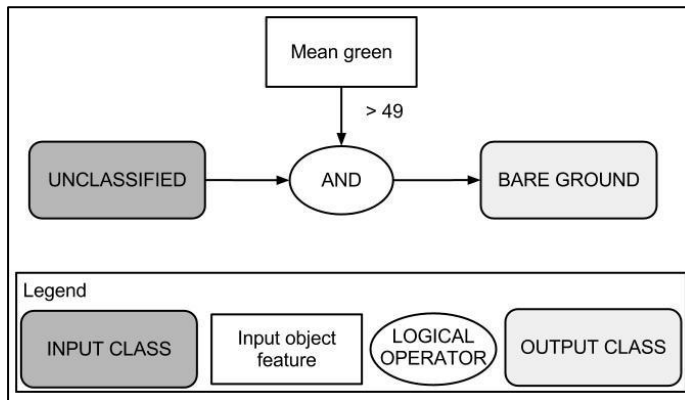 Mean green
> 49
UNCLASSIFIED
AND
BARE GROUND
Legend
INPUT CLASS
Input object
feature
LOGICAL
OPERATOR
OUTPUT CLASS